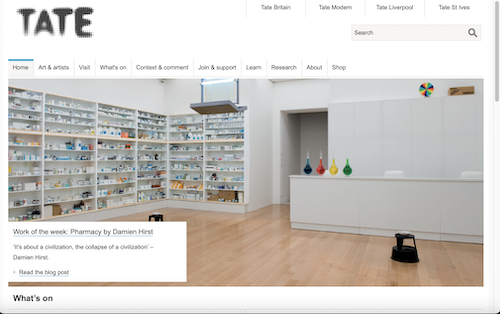 TATE
Tate Britain
Tate Modern
Tate Liverpool
Tate St Ives
Search
Home Art & artists Visit What's on Context & comment Join & support Learn Research About Shop
Work of the week: Pharmacy by Damien Hirst
'It's about a civilization, the collapse of a civilization' –
Damien Hirst.
› Read the blog post
What's on